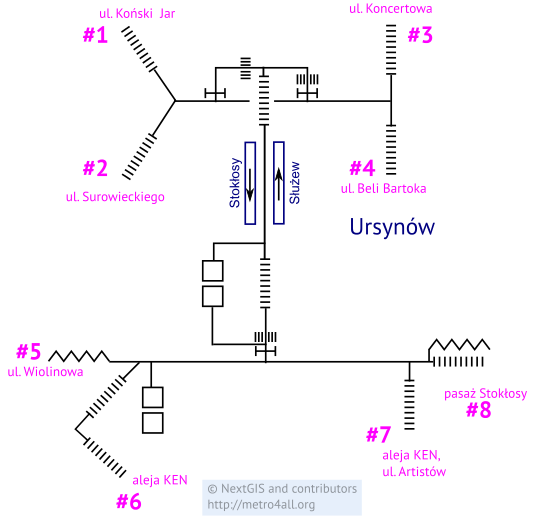 ul. Koński Jar
#1
ul. Koncertowa
#3
#2
ul. Surowieckiego
#4
ul. Beli Bartoka
Stokłosy
Służew
Ursynów
#5
ul. Wiolinowa
pasaż Stokłosy
#8
#7
aleja KEN,
ul. Artistów
aleja KEN
#6
© NextGIS and contributors
http://metro4all.org